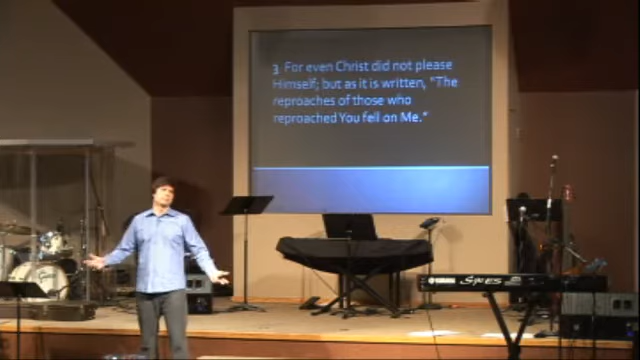 3 For even Christ did not please
Himself; but as it is written, "The
reproaches of those who
reproached You fell on Me."
YAMAHA